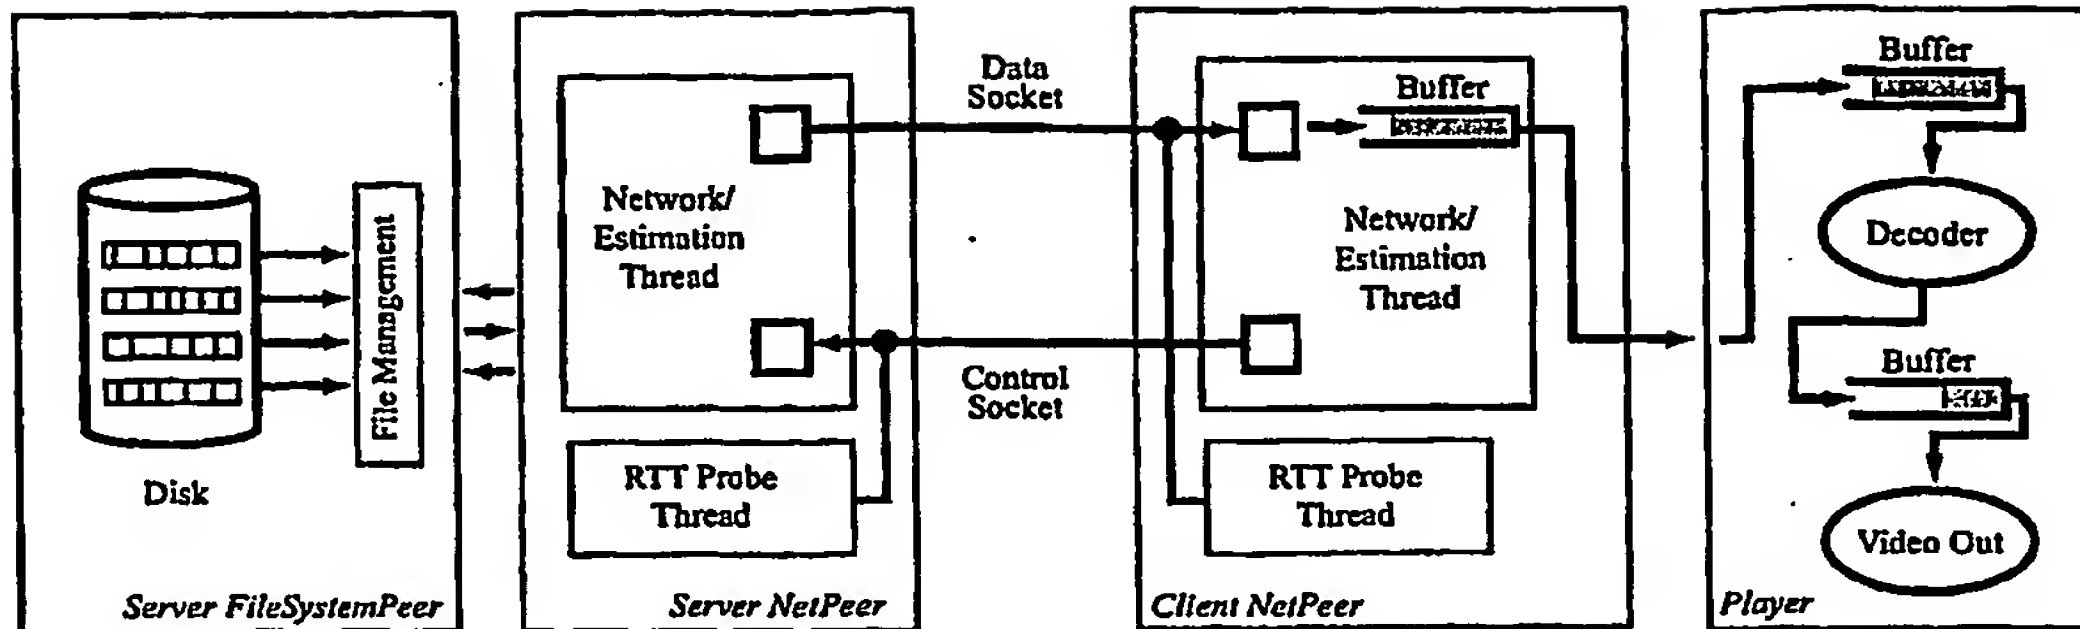 Disk
File Management
Server FileSystemPeer
Network/
Estimation
Thread
RTT Probe
Thread
Server NetPeer
Data
Socket
Control
Socket
Buffer
Network/
Estimation
Thread
RTT Probe
Thread
Client NetPeer
Buffer
Decoder
Buffer
Video Out
Player